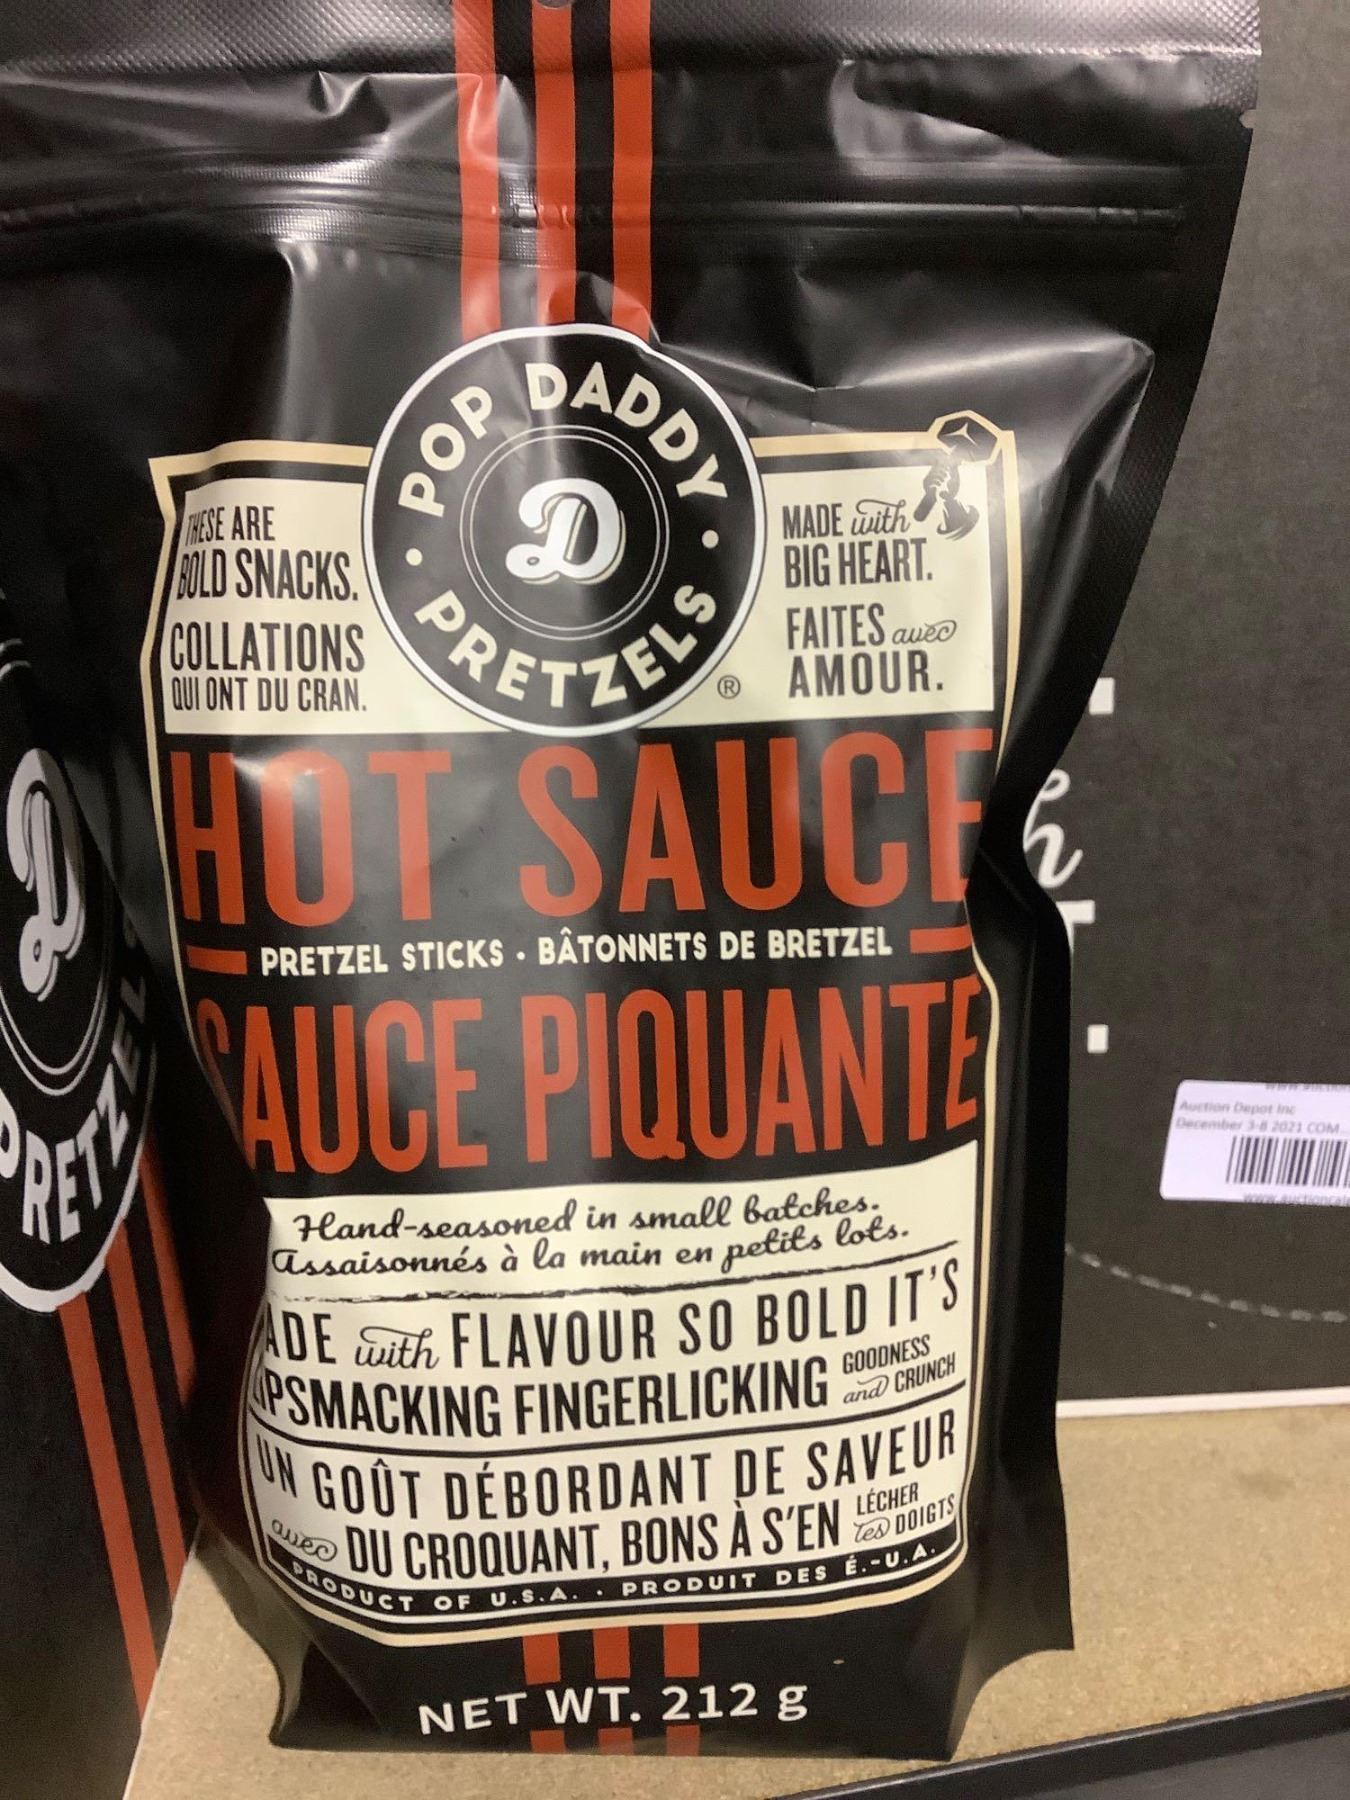 POP DADDY
D
PRETZELS
®
THESE ARE
BOLD SNACKS.
COLLATIONS
QUI ONT DU CRAN.
MADE with
BIG HEART.
FAITES avec
AMOUR.
HOT SAUCE
PRETZEL STICKS · BÂTONNETS DE BRETZEL
SAUCE PIQUANTE
Hand-seasoned in small batches.
Assaisonnés à la main en petits lots.
ADE with FLAVOUR SO BOLD IT'S
IPSMACKING FINGERLICKING GOODNESS and CRUNCH
UN GOÛT DÉBORDANT DE SAVEUR
avec DU CROQUANT, BONS À S'EN LÉCHER les DOIGTS
PRODUCT OF U.S.A. · PRODUIT DES É.-U.A.
NET WT. 212 g
D
PRETZEL
h
Auction Depot Inc
December 3-8 2021 COM...